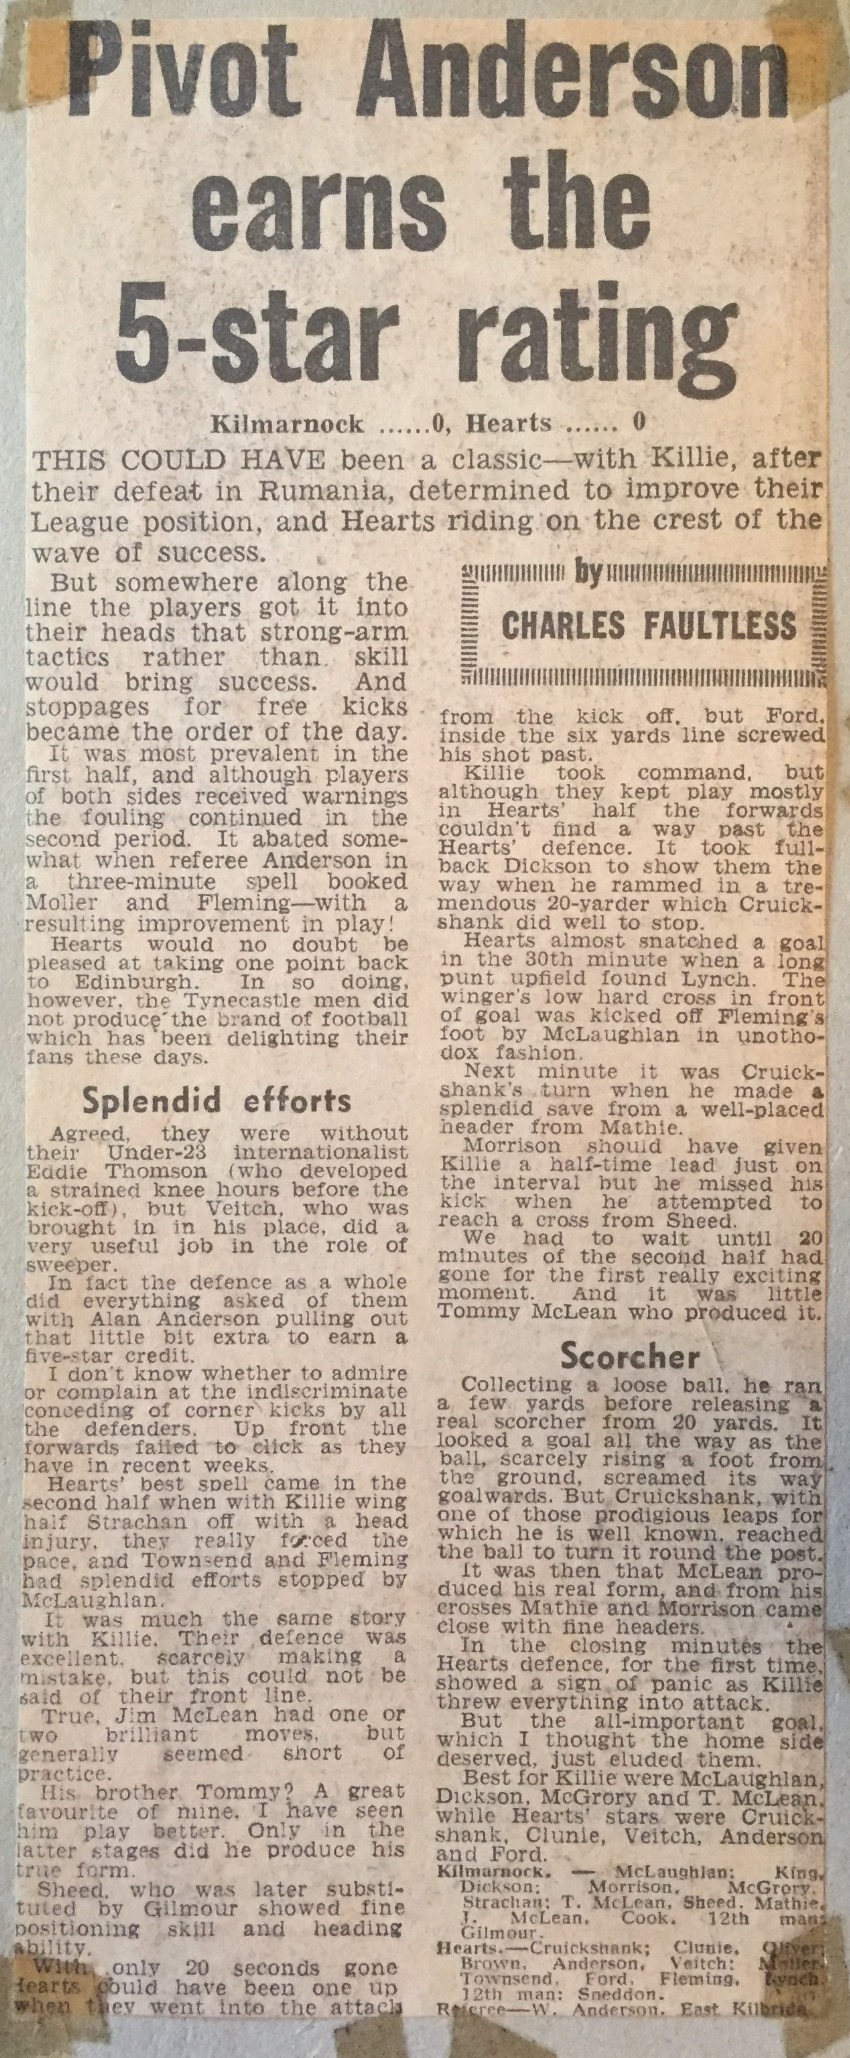 Pivot Anderson
earns the
5-star rating
Kilmarnock ......0, Hearts ...... 0
THIS COULD HAVE been a classic—with Killie, after
their defeat in Rumania, determined to improve their
League position, and Hearts riding on the crest of the
wave of success.
But somewhere along the
line the players got it into
their heads that strong-arm
tactics rather than skill
would bring success. And
stoppages for free kicks
became the order of the day.
It was most prevalent in the
first half, and although players
of both sides received warnings
the fouling continued in the
second period. It abated some-
what when referee Anderson in
a three-minute spell booked
Moller and Fleming—with a
resulting improvement in play!
Hearts would no doubt be
pleased at taking one point back
to Edinburgh. In so doing,
however, the Tynecastle men did
not produce the brand of football
which has been delighting their
fans these days.
Splendid efforts
Agreed, they were without
their Under-23 internationalist
Eddie Thomson (who developed
a strained knee hours before the
kick-off), but Veitch, who was
brought in in his place, did a
very useful job in the role of
sweeper.
In fact the defence as a whole
did everything asked of them
with Alan Anderson pulling out
that little bit extra to earn a
five-star credit.
I don't know whether to admire
or complain at the indiscriminate
conceding of corner kicks by all
the defenders. Up front the
forwards failed to click as they
have in recent weeks.
Hearts' best spell came in the
second half when with Killie wing
half Strachan off with a head
injury, they really forced the
pace, and Townsend and Fleming
had splendid efforts stopped by
McLaughlan.
It was much the same story
with Killie. Their defence was
excellent, scarcely making a
mistake, but this could not be
said of their front line.
True, Jim McLean had one or
two brilliant moves, but
generally seemed short of
practice.
His brother Tommy? A great
favourite of mine, I have seen
him play better. Only in the
latter stages did he produce his
true form.
Sheed, who was later substi-
tuted by Gilmour showed fine
positioning skill and heading
ability.
With only 20 seconds gone
Hearts could have been one up
when they went into the attack
by
CHARLES FAULTLESS
from the kick off, but Ford,
inside the six yards line screwed
his shot past.
Killie took command, but
although they kept play mostly
in Hearts' half the forwards
couldn't find a way past the
Hearts' defence. It took full-
back Dickson to show them the
way when he rammed in a tre-
mendous 20-yarder which Cruick-
shank did well to stop.
Hearts almost snatched a goal
in the 30th minute when a long
punt upfield found Lynch. The
winger's low hard cross in front
of goal was kicked off Fleming's
foot by McLaughlan in unotho-
dox fashion.
Next minute it was Cruick-
shank's turn when he made a
splendid save from a well-placed
header from Mathie.
Morrison should have given
Killie a half-time lead just on
the interval but he missed his
kick when he attempted to
reach a cross from Sheed.
We had to wait until 20
minutes of the second half had
gone for the first really exciting
moment. And it was little
Tommy McLean who produced it.
Scorcher
Collecting a loose ball, he ran
a few yards before releasing a
real scorcher from 20 yards. It
looked a goal all the way as the
ball, scarcely rising a foot from
the ground, screamed its way
goalwards. But Cruickshank, with
one of those prodigious leaps for
which he is well known, reached
the ball to turn it round the post.
It was then that McLean pro-
duced his real form, and from his
crosses Mathie and Morrison came
close with fine headers.
In the closing minutes the
Hearts defence, for the first time,
showed a sign of panic as Killie
threw everything into attack.
But the all-important goal,
which I thought the home side
deserved, just eluded them.
Best for Killie were McLaughlan,
Dickson, McGrory and T. McLean,
while Hearts' stars were Cruick-
shank, Clunie, Veitch, Anderson
and Ford.
Kilmarnock. — McLaughlan; King,
Dickson; Morrison, McGrory,
Strachan; T. McLean, Sheed, Mathie,
J. McLean, Cook. 12th man:
Gilmour.
Hearts.—Cruickshank; Clunie, Oliver;
Brown, Anderson, Veitch; Moller,
Townsend, Ford, Fleming, Lynch.
12th man: Sneddon.
Referee—W. Anderson, East Kilbride.